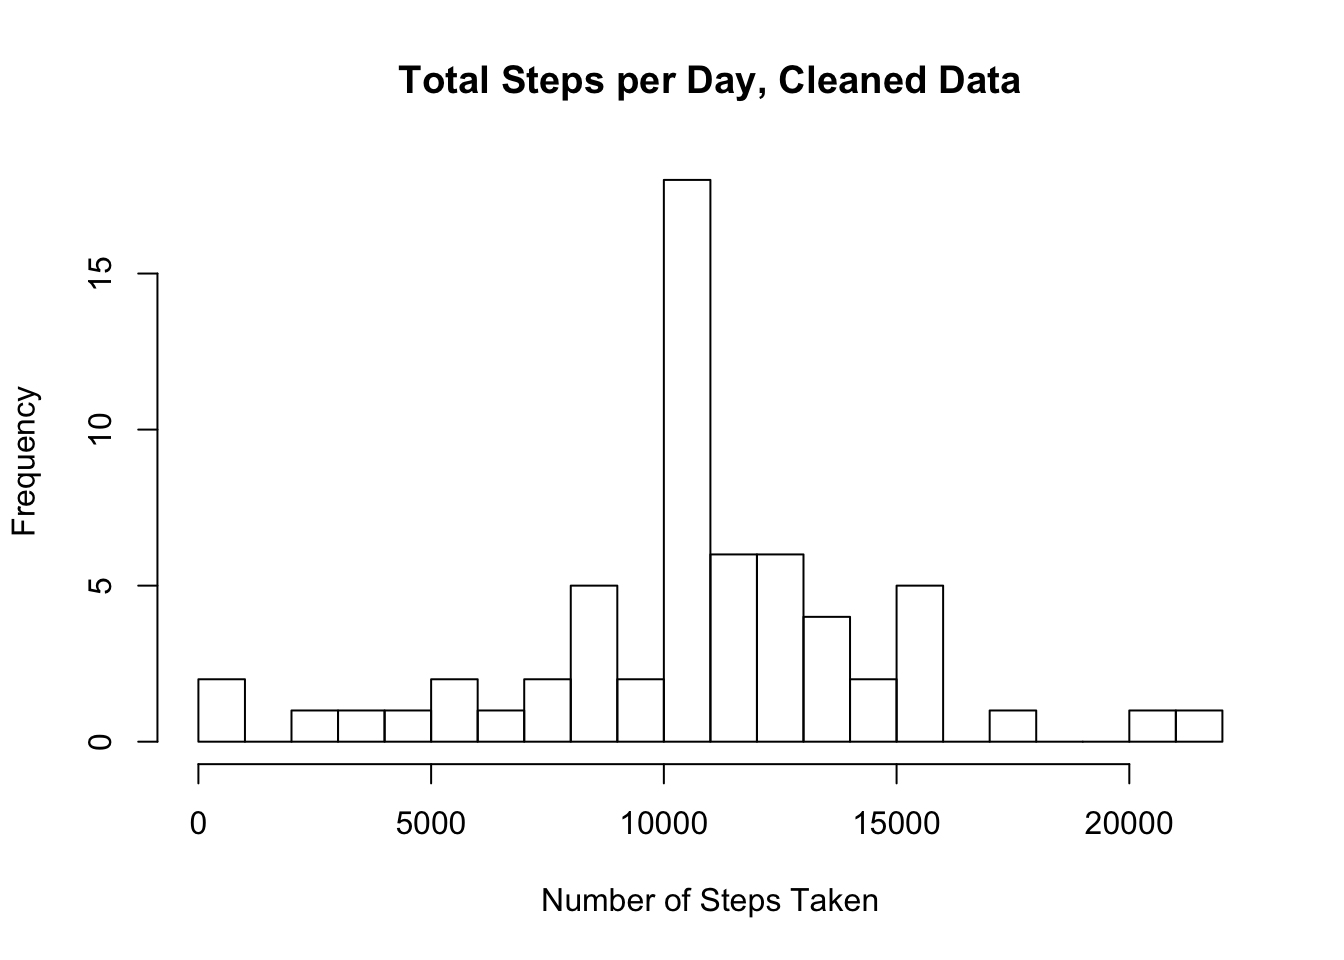 Total Steps per Day, Cleaned Data
15
10
5
0
Frequency
0 5000 10000 15000 20000
Number of Steps Taken